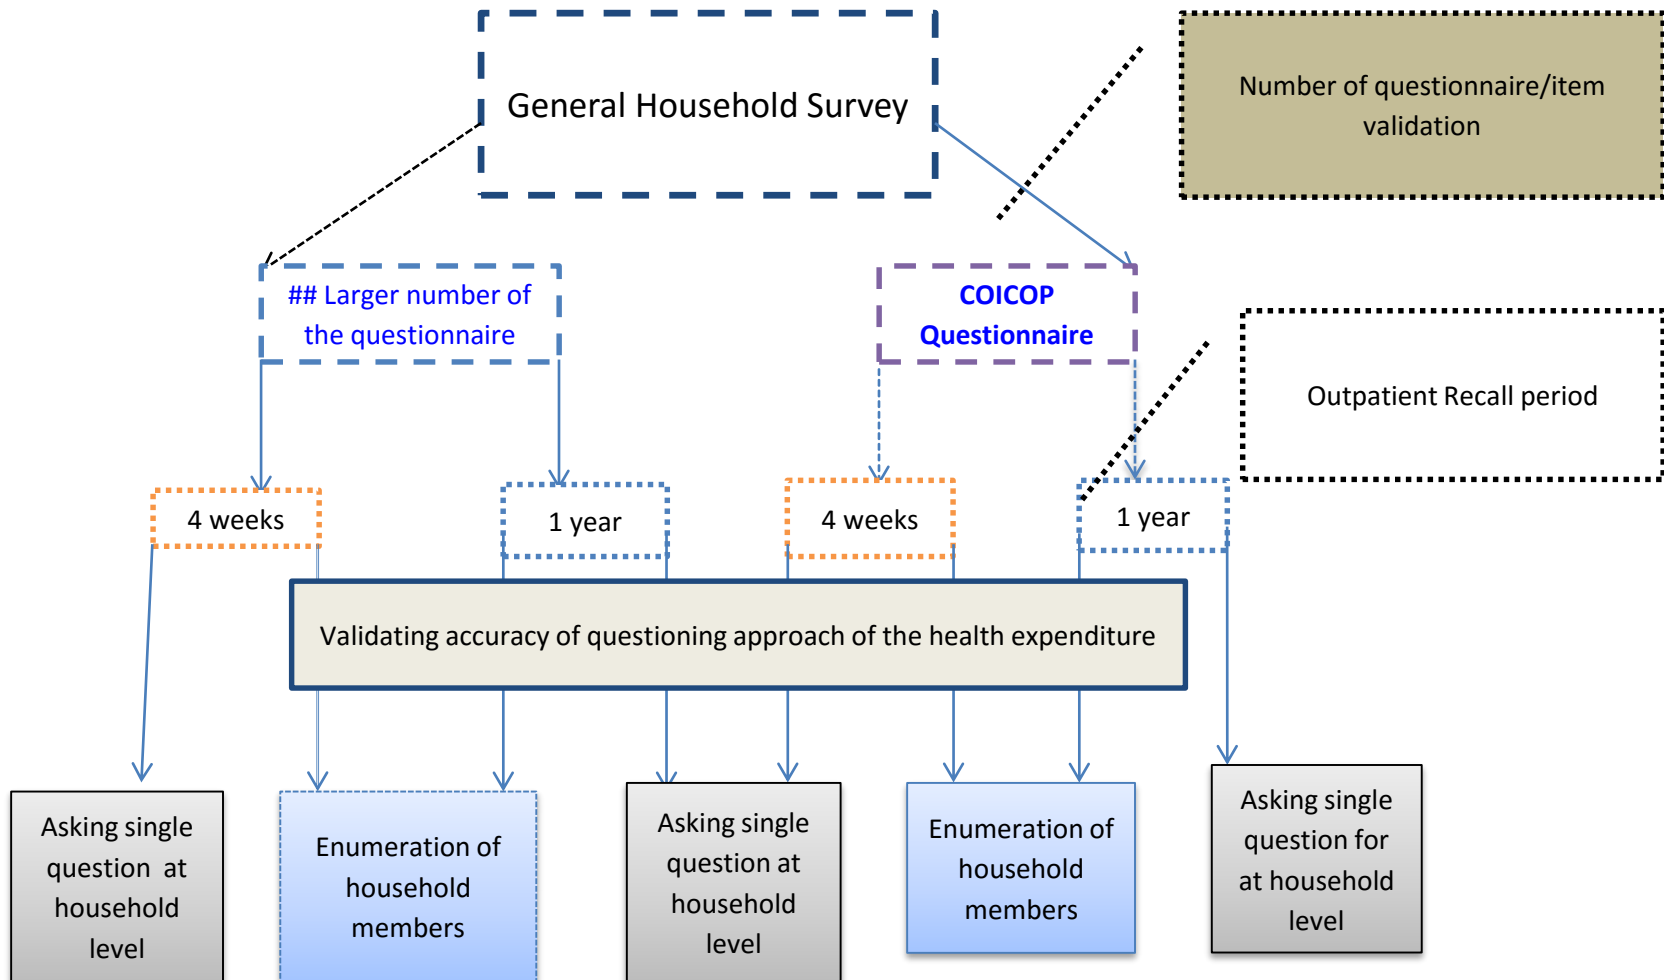 General Household Survey
Number of questionnaire/item
validation
## Larger number of
the questionnaire
COICOP
Questionnaire
Outpatient Recall period
4 weeks
1 year
4 weeks
1 year
Validating accuracy of questioning approach of the health expenditure
Asking single
question at
household
level
Enumeration of
household
members
Asking single
question at
household
level
Enumeration of
household
members
Asking single
question for
at household
level